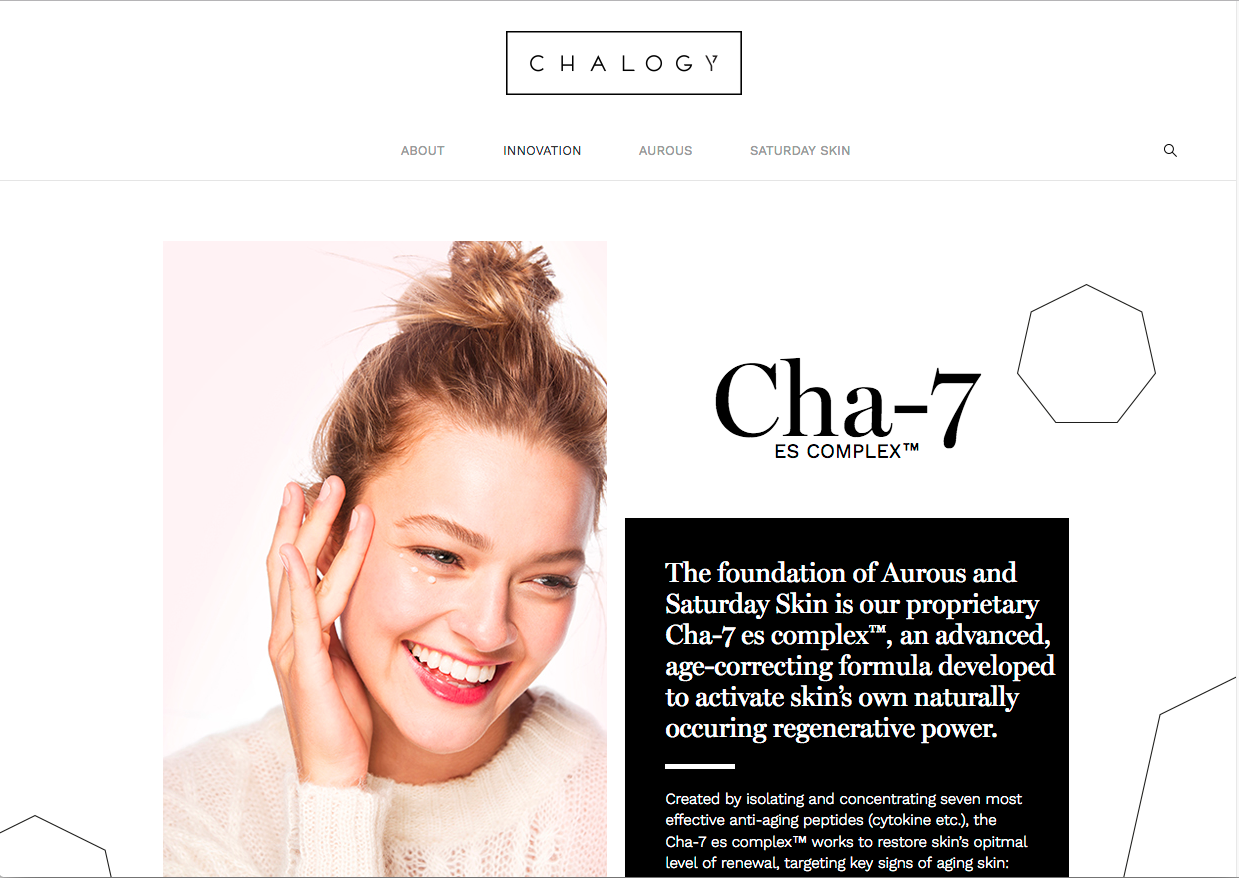 CHALOGY
ABOUT INNOVATION AUROUS SATURDAY SKIN
Cha-7
ES COMPLEX™
The foundation of Aurous and
Saturday Skin is our proprietary
Cha-7 es complex™, an advanced,
age-correcting formula developed
to activate skin’s own naturally
occuring regenerative power.
Created by isolating and concentrating seven most
effective anti-aging peptides (cytokine etc.), the
Cha-7 es complex™ works to restore skin’s opitmal
level of renewal, targeting key signs of aging skin: